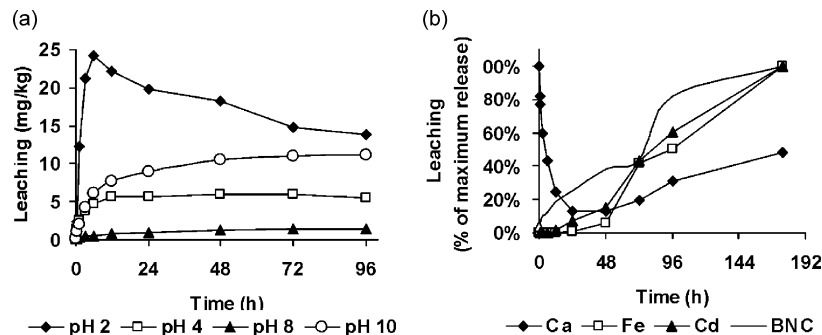 (a)
Leaching (mg/kg)
25
20
15
10
5
0
0 24 48 72 96
Time (h)
pH 2 pH 4 pH 8 pH 10
(b)
Leaching
(% of maximum release)
00%
80%
60%
40%
20%
0%
0 48 96 144 192
Time (h)
Ca Fe Cd BNC